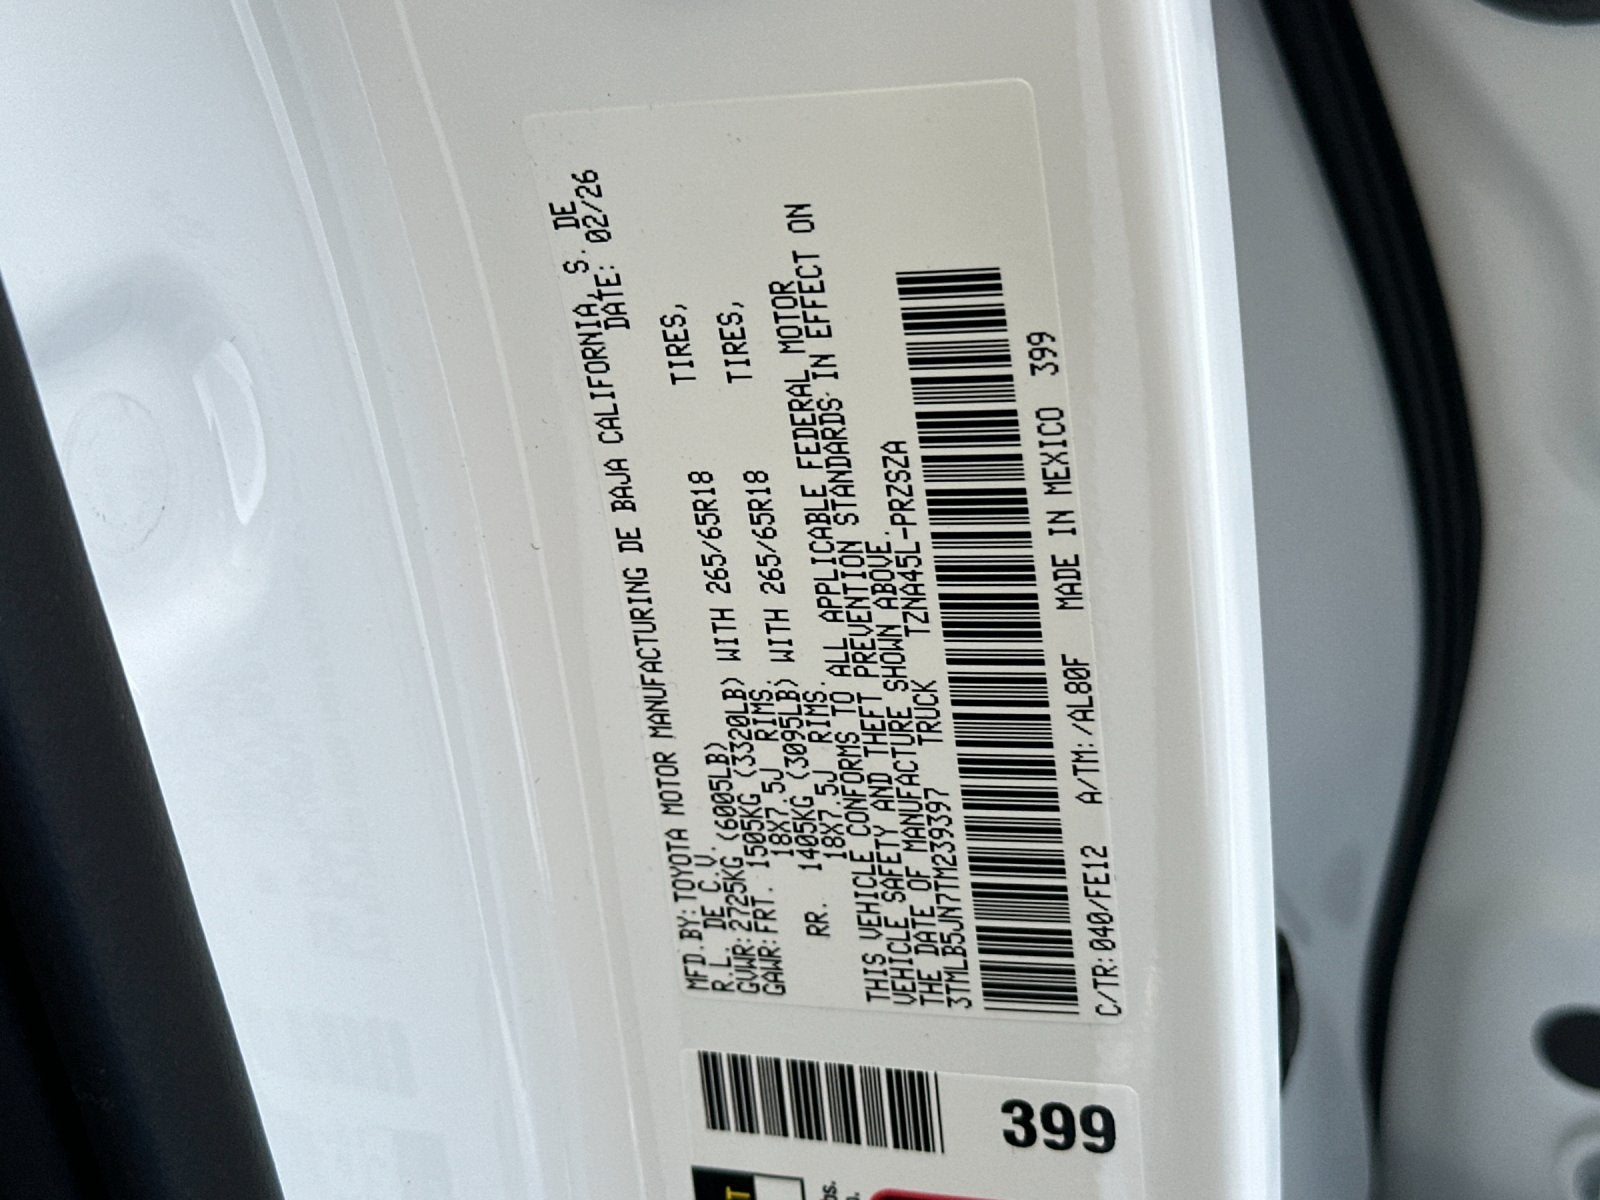 MFD.BY:TOYOTA MOTOR MANUFACTURING DE BAJA CALIFORNIA, S. DE
R.L. DE C.V. DATE: 02/26
GVWR:2725KG (6005LB)
GAWR:FRT. 1505KG (3320LB) WITH 265/65R18 TIRES,
18X7.5J RIMS.
RR. 1405KG (3095LB) WITH 265/65R18 TIRES,
18X7.5J RIMS.
THIS VEHICLE CONFORMS TO ALL APPLICABLE FEDERAL MOTOR
VEHICLE SAFETY AND THEFT PREVENTION STANDARDS IN EFFECT ON
THE DATE OF MANUFACTURE SHOWN ABOVE.
3TMLB5JN7TM239397 TRUCK TZNA45L-PRZSZA
C/TR:040/FE12 A/TM:/AL80F MADE IN MEXICO 399
399